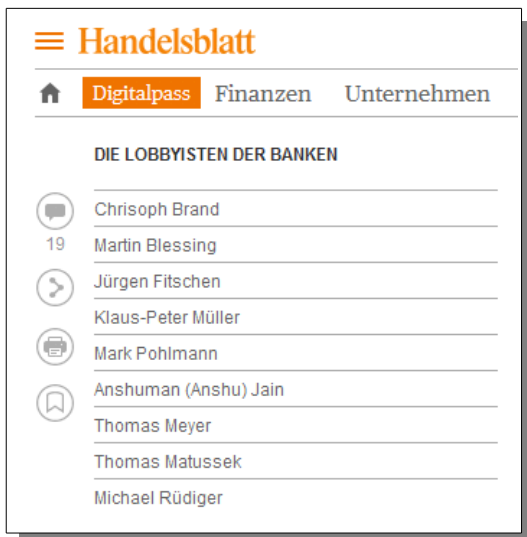 Handelsblatt
Digitalpass Finanzen Unternehmen
DIE LOBBYISTEN DER BANKEN
Chrisoph Brand
19
Martin Blessing
Jürgen Fitschen
Klaus-Peter Müller
Mark Pohlmann
Anshuman (Anshu) Jain
Thomas Meyer
Thomas Matussek
Michael Rüdiger